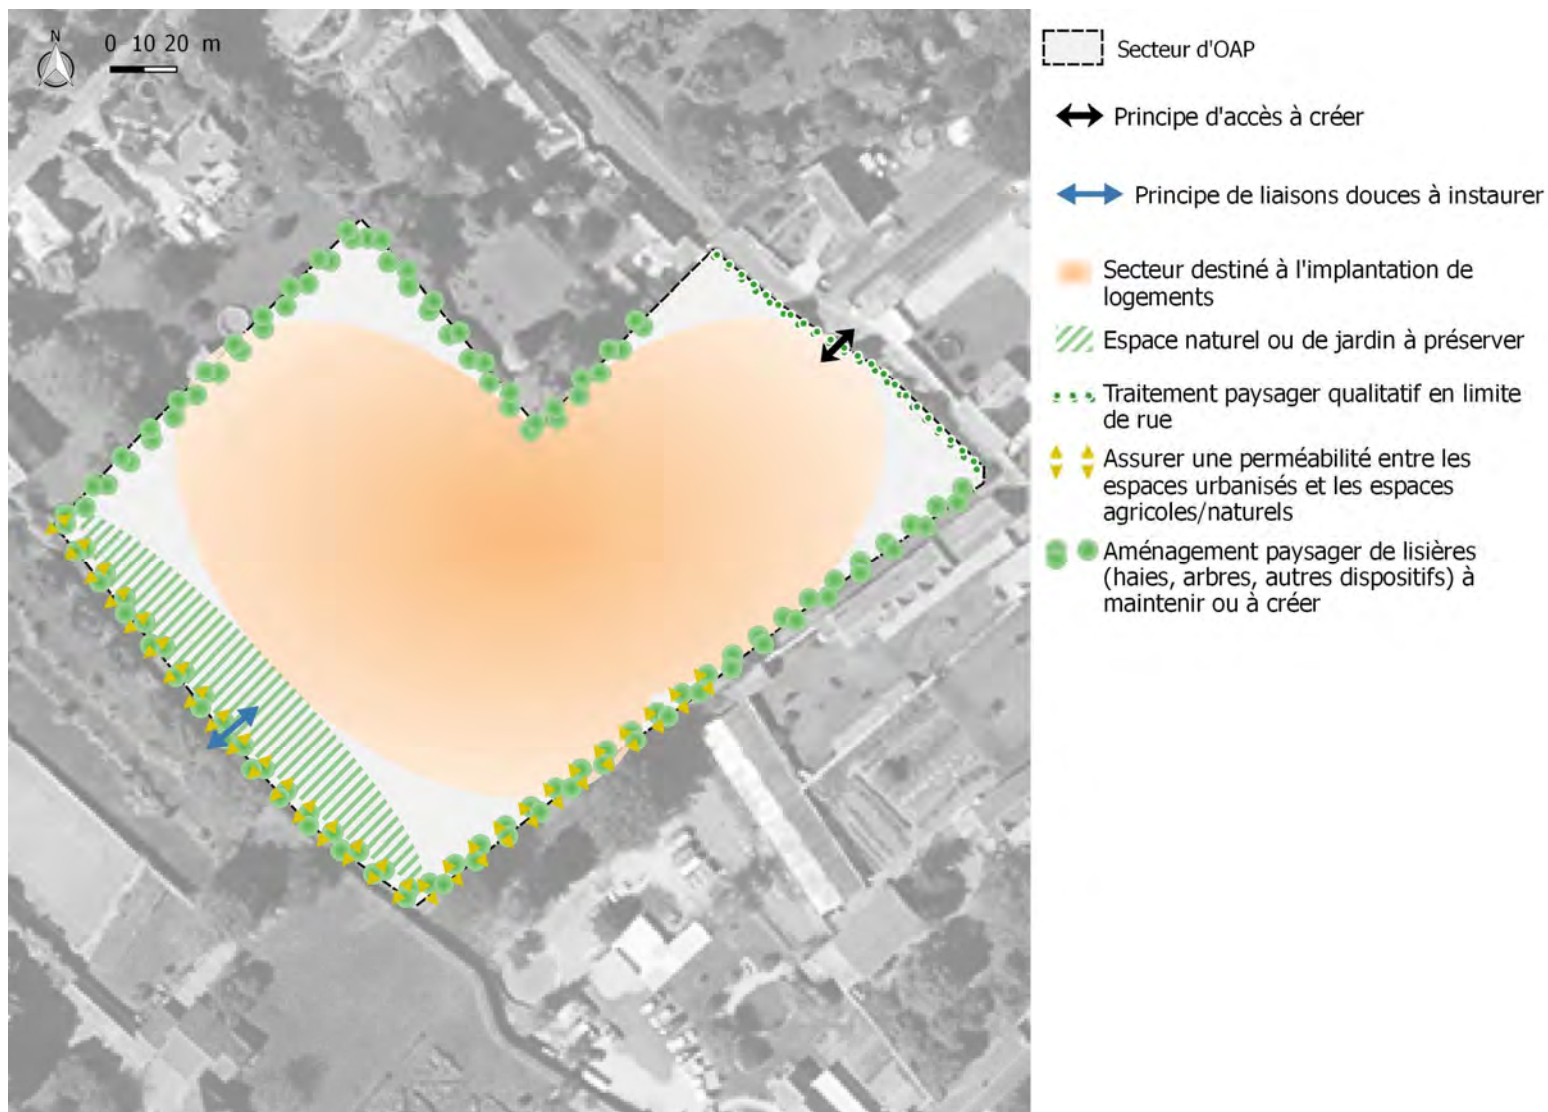 N
0 10 20 m
Secteur d'OAP
Principe d'accès à créer
Principe de liaisons douces à instaurer
Secteur destiné à l'implantation de
logements
Espace naturel ou de jardin à préserver
Traitement paysager qualitatif en limite
de rue
Assurer une perméabilité entre les
espaces urbanisés et les espaces
agricoles/naturels
Aménagement paysager de lisières
(haies, arbres, autres dispositifs) à
maintenir ou à créer